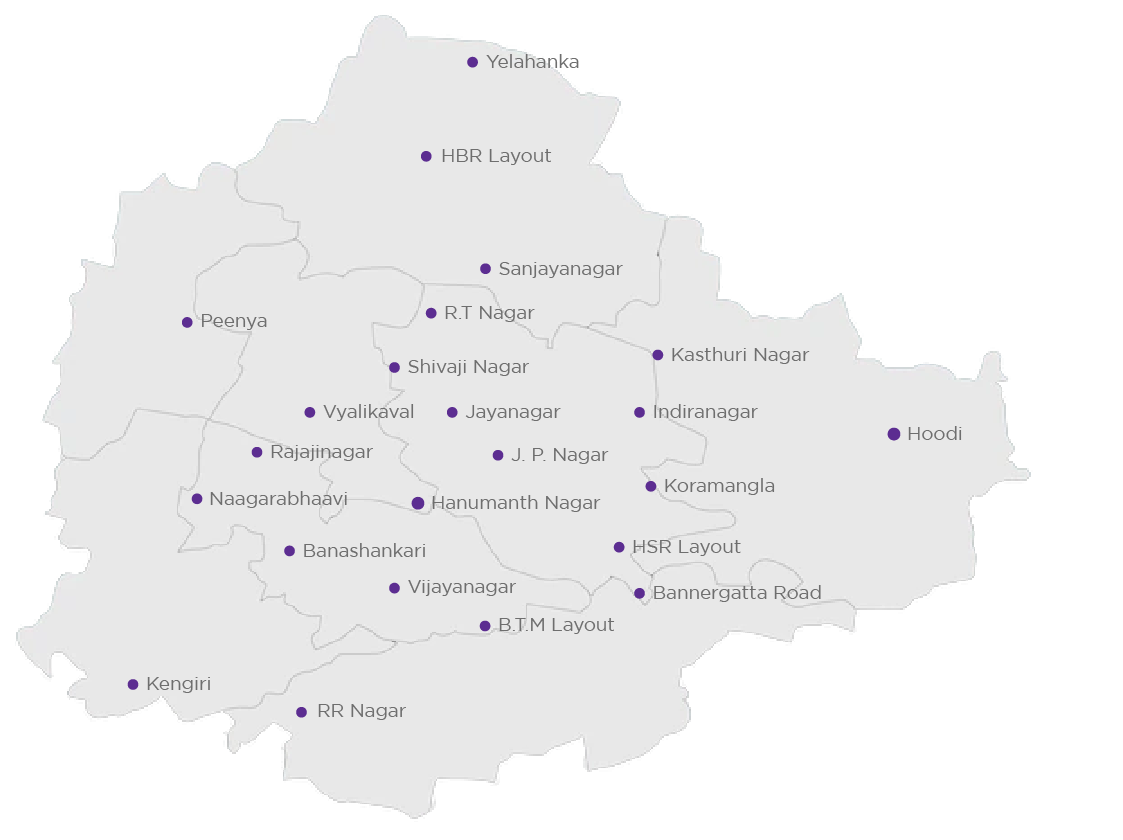 Yelahanka
HBR Layout
Sanjayanagar
R.T Nagar
Peenya
Kasthuri Nagar
Shivaji Nagar
Vyalikaval
Jayanagar
Indiranagar
Hoodi
Rajajinagar
J. P. Nagar
Koramangla
Naagarabhaavi
Hanumanth Nagar
HSR Layout
Banashankari
Vijayanagar
Bannergatta Road
B.T.M Layout
Kengiri
RR Nagar